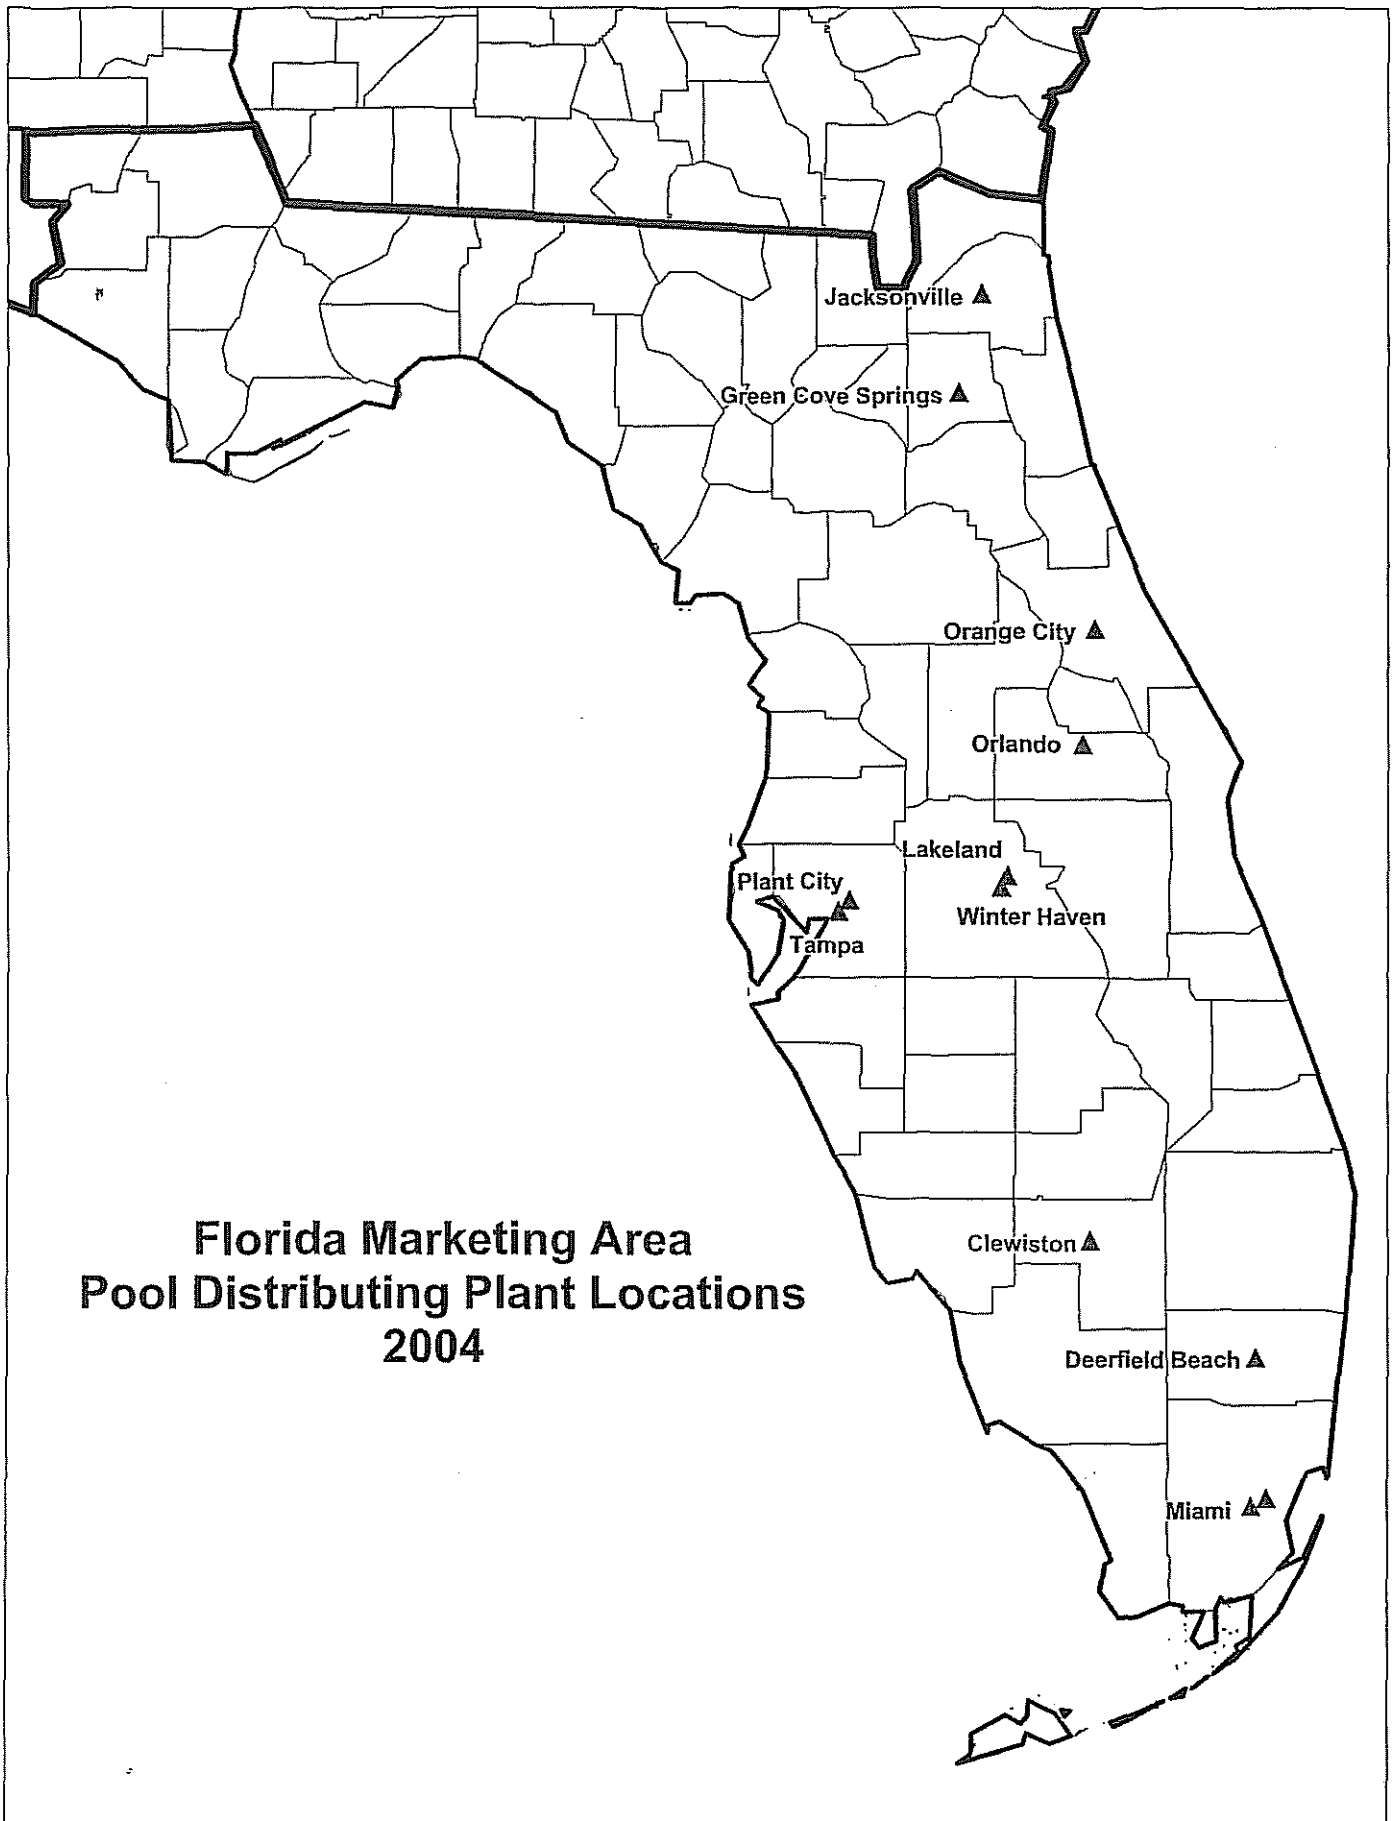 Jacksonville
Green Cove Springs
Orange City
Orlando
Lakeland
Plant City
Winter Haven
Tampa
Florida Marketing Area
Pool Distributing Plant Locations
2004
Clewiston
Deerfield Beach
Miami